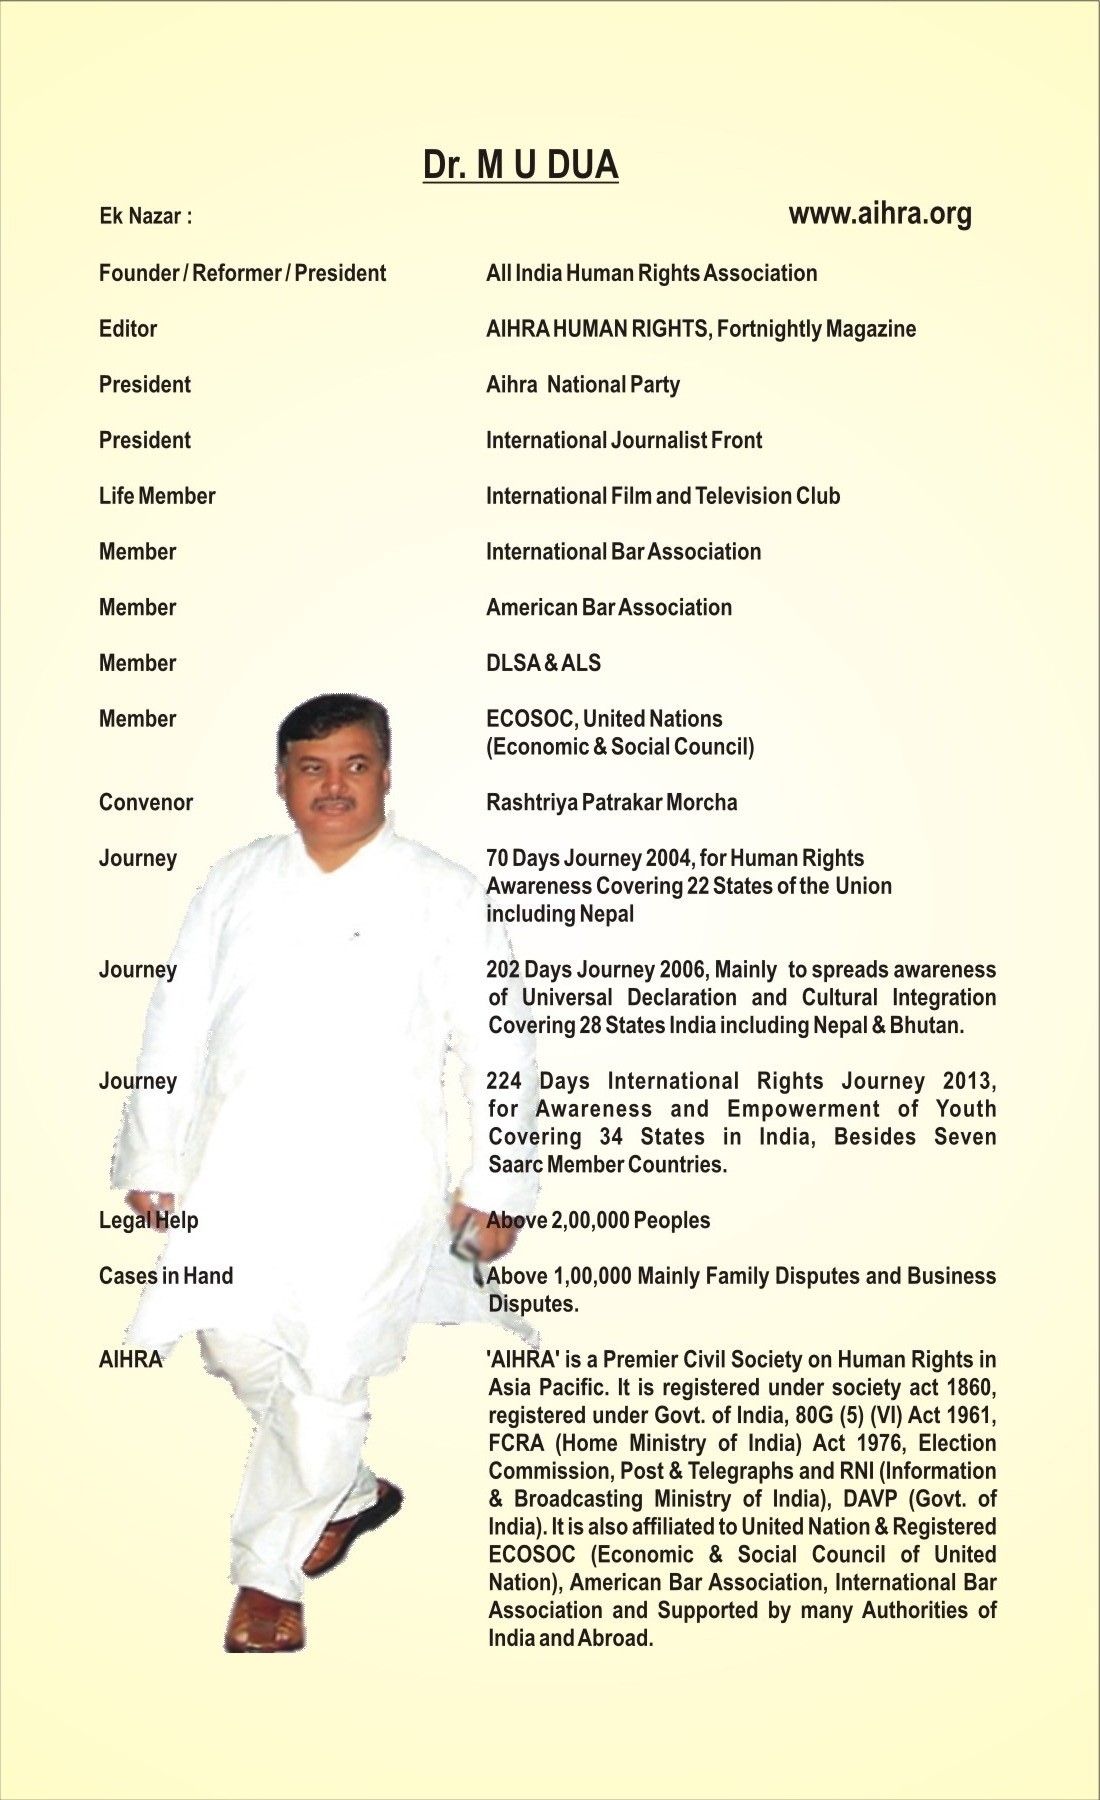 Dr. M U DUA
Ek Nazar : www.aihra.org
Founder / Reformer / President All India Human Rights Association
Editor AIHRA HUMAN RIGHTS, Fortnightly Magazine
President Aihra National Party
President International Journalist Front
Life Member International Film and Television Club
Member International Bar Association
Member American Bar Association
Member DLSA & ALS
Member ECOSOC, United Nations
(Economic & Social Council)
Convenor Rashtriya Patrakar Morcha
Journey 70 Days Journey 2004, for Human Rights
Awareness Covering 22 States of the Union
including Nepal
Journey 202 Days Journey 2006, Mainly to spreads awareness
of Universal Declaration and Cultural Integration
Covering 28 States India including Nepal & Bhutan.
Journey 224 Days International Rights Journey 2013,
for Awareness and Empowerment of Youth
Covering 34 States in India, Besides Seven
Saarc Member Countries.
Legal Help Above 2,00,000 Peoples
Cases in Hand Above 1,00,000 Mainly Family Disputes and Business
Disputes.
AIHRA 'AIHRA' is a Premier Civil Society on Human Rights in
Asia Pacific. It is registered under society act 1860,
registered under Govt. of India, 80G (5) (VI) Act 1961,
FCRA (Home Ministry of India) Act 1976, Election
Commission, Post & Telegraphs and RNI (Information
& Broadcasting Ministry of India), DAVP (Govt. of
India). It is also affiliated to United Nation & Registered
ECOSOC (Economic & Social Council of United
Nation), American Bar Association, International Bar
Association and Supported by many Authorities of
India and Abroad.